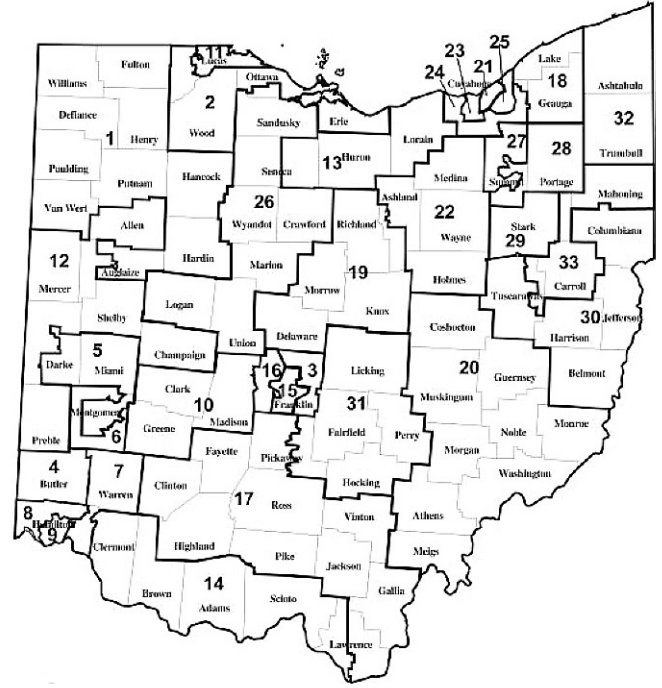 25
23
21
24
Cuyahoga
Lake
18
Geauga
Ashtabula
32
Trumbull
11
Lucas
Fulton
Williams
Ottawa
2
Wood
Defiance
1
Henry
Sandusky
Erie
Lorain
27
Summit
28
Portage
Medina
13
Huron
Seneca
Hancock
Paulding
Putnam
Van Wert
Allen
Mahoning
Columbiana
Ashland
26
Wyandot
Crawford
Richland
22
Wayne
Stark
29
12
Mercer
Auglaize
Hardin
Marion
19
Morrow
Holmes
33
Carroll
Tuscarawas
Logan
Shelby
Knox
Coshocton
30
Jefferson
Harrison
Union
Delaware
5
Darke
Miami
Champaign
16
3
15
Franklin
Licking
20
Guernsey
Belmont
Clark
10
Madison
Muskingum
Montgomery
6
Greene
31
Fairfield
Perry
Noble
Monroe
Preble
Fayette
Pickaway
Morgan
4
Butler
7
Warren
Clinton
17
Ross
Hocking
Washington
Vinton
Athens
8
Hamilton
9
Clermont
Highland
Pike
Jackson
Meigs
14
Brown
Adams
Scioto
Gallia
Lawrence